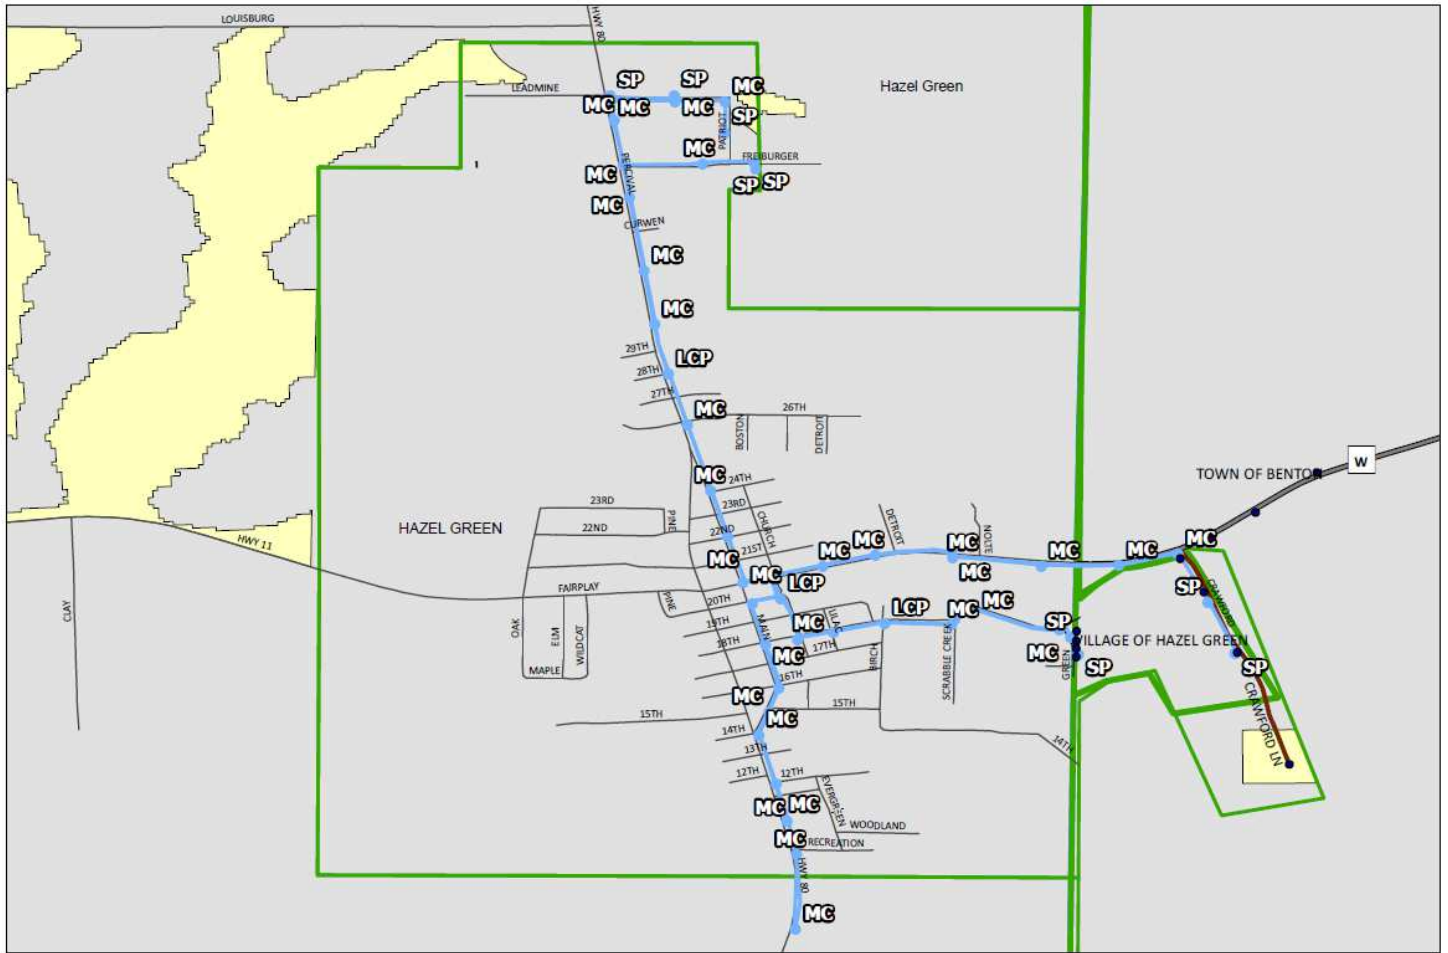 LOUISBURG
HWY 80
SP
SP
MC
Hazel Green
LEADMINE
MC
MC
MC
SP
PATRIOT
MC
FREIBURGER
PERCIVAL
MC
SP
SP
MC
CURWEN
MC
MC
29TH
LCP
28TH
27TH
MC
26TH
BOSTON
DETROIT
TOWN OF BENTON
W
MC
24TH
23RD
23RD
PINE
CHURCH
DETROIT
NOLTE
22ND
22ND
HAZEL GREEN
HWY 11
21ST
MC
MC
MC
MC
MC
MC
MC
MC
MC
MC
FAIRPLAY
LCP
SP
CRAWFORD
CLAY
OAK
ELM
WILDCAT
PINE
20TH
19TH
18TH
MAIN
LILAC
LCP
MC
MC
MC
17TH
SP
VILLAGE OF HAZEL GREEN
MAPLE
MC
BIRCH
SCRABBLE CREEK
MC
GREEN
SP
SP
16TH
MC
CRAWFORD LN
15TH
MC
15TH
14TH
14TH
13TH
12TH
12TH
EVERGREEN
MC
MC
WOODLAND
MC
RECREATION
HWY 80
MC